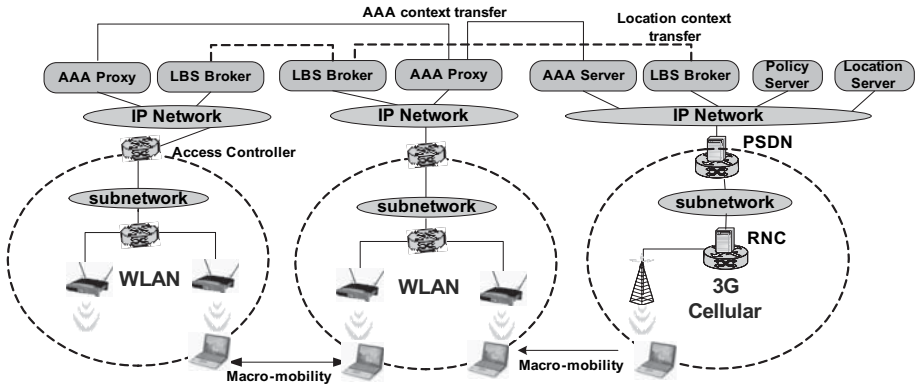 AAA context transfer
Location context
transfer
AAA Proxy
LBS Broker
LBS Broker
AAA Proxy
AAA Server
LBS Broker
Policy
Server
Location
Server
IP Network
IP Network
IP Network
Access Controller
PSDN
subnetwork
subnetwork
subnetwork
RNC
WLAN
WLAN
3G
Cellular
Macro-mobility
Macro-mobility